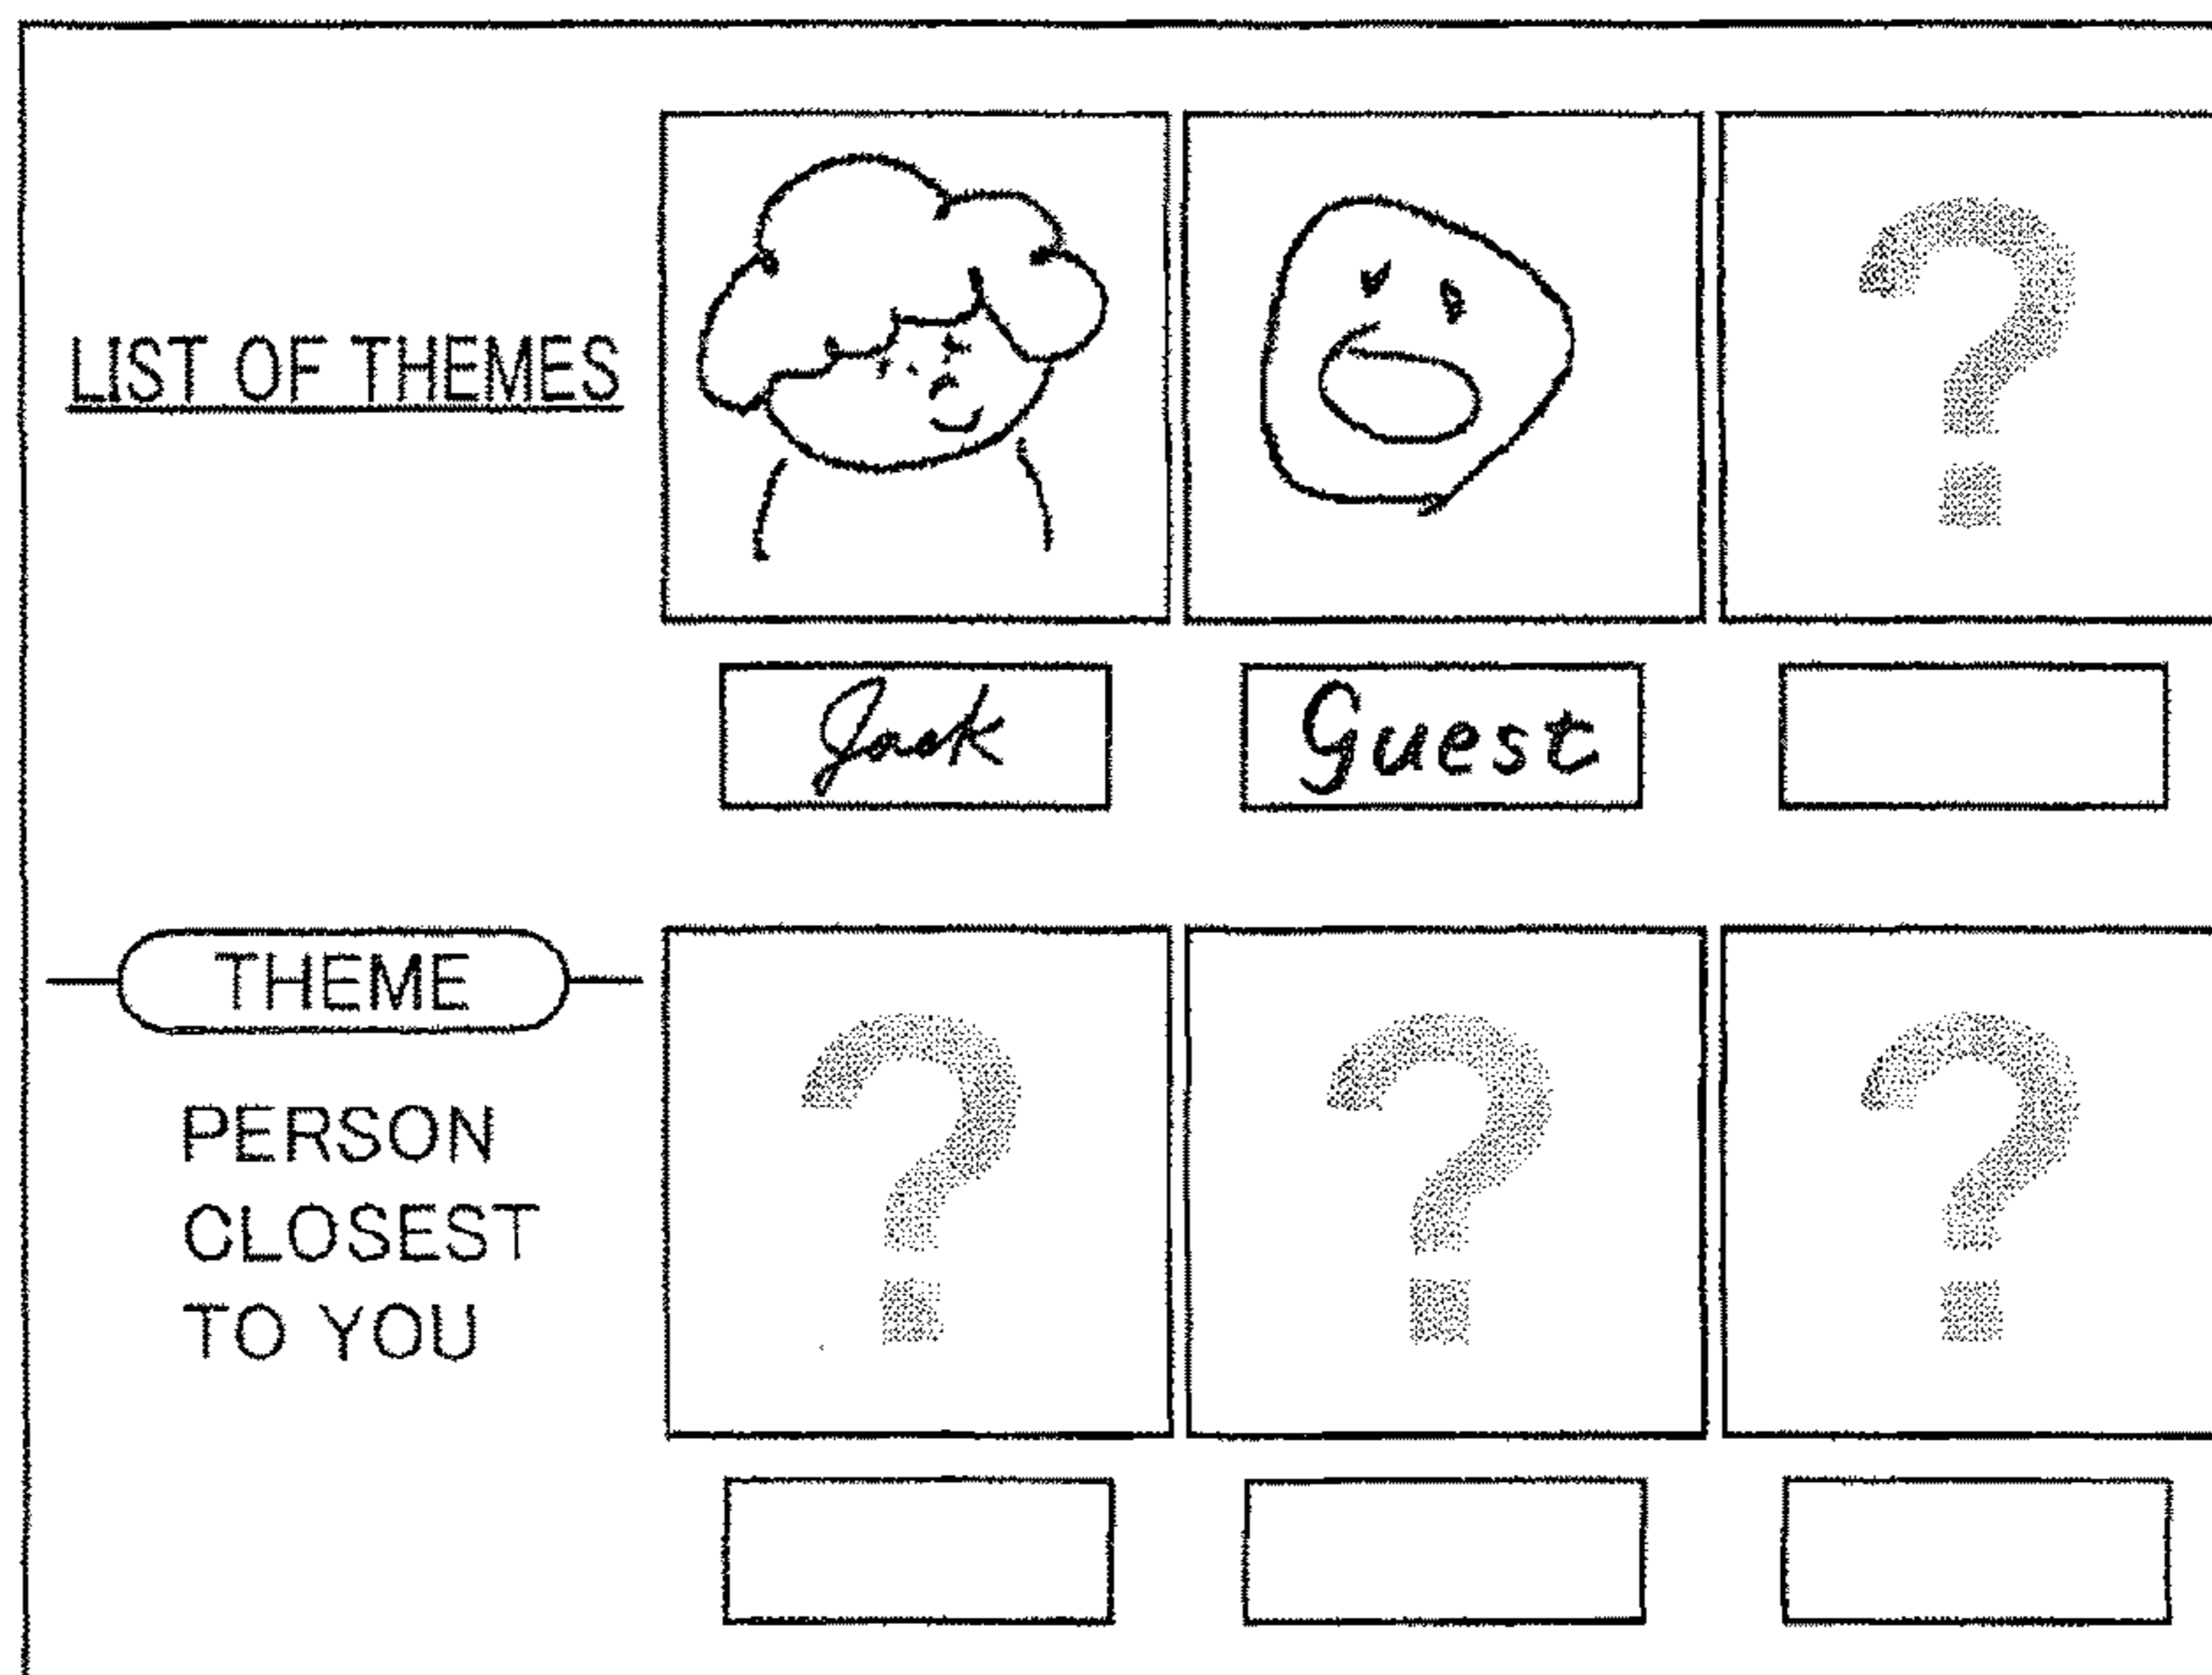 LIST OF THEMES
?
Jack
Guest
THEME
PERSON
CLOSEST
TO YOU
? ? ?